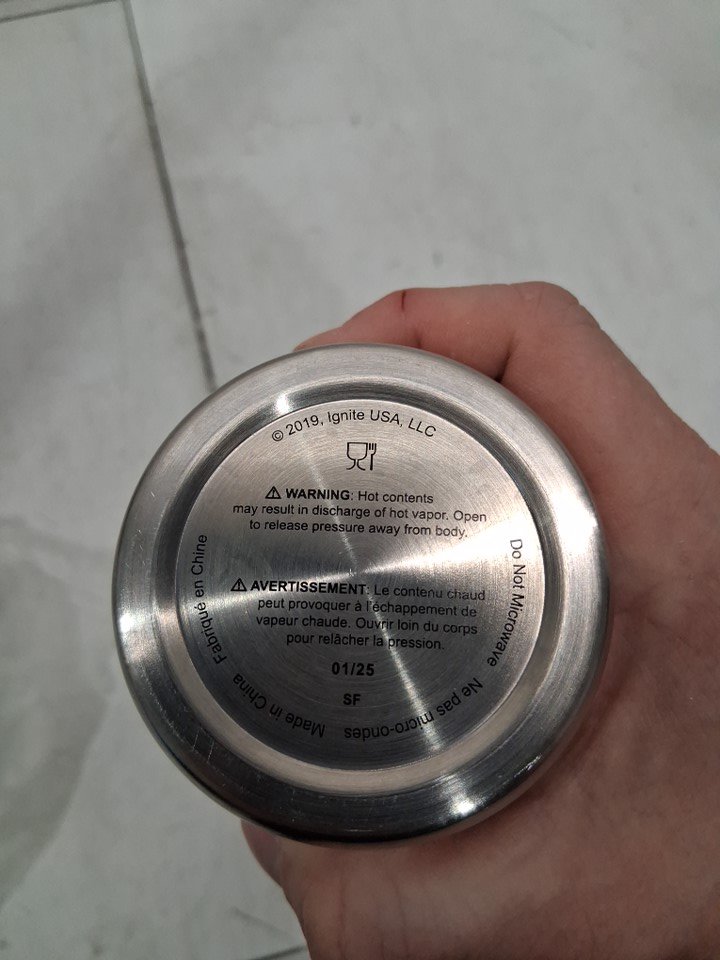 © 2019, Ignite USA, LLC
⚠ WARNING: Hot contents
may result in discharge of hot vapor. Open
to release pressure away from body.
⚠ AVERTISSEMENT: Le contenu chaud
peut provoquer à l'échappement de
vapeur chaude. Ouvrir loin du corps
pour relâcher la pression.
01/25
SF
Do Not Microwave
Ne pas micro-ondes
Made in China
Fabriqué en Chine